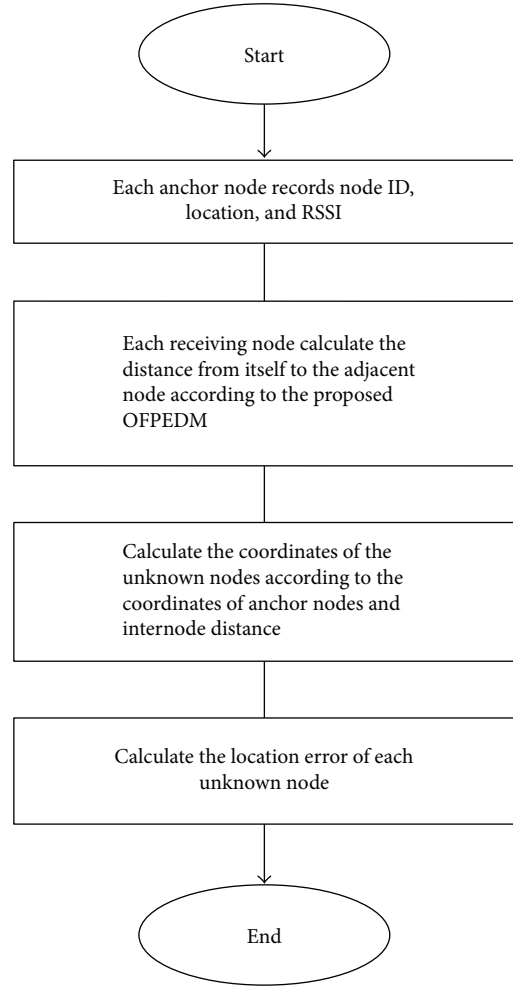 Start
Each anchor node records node ID,
location, and RSSI
Each receiving node calculate the
distance from itself to the adjacent
node according to the proposed
OFPEDM
Calculate the coordinates of the
unknown nodes according to the
coordinates of anchor nodes and
internode distance
Calculate the location error of each
unknown node
End